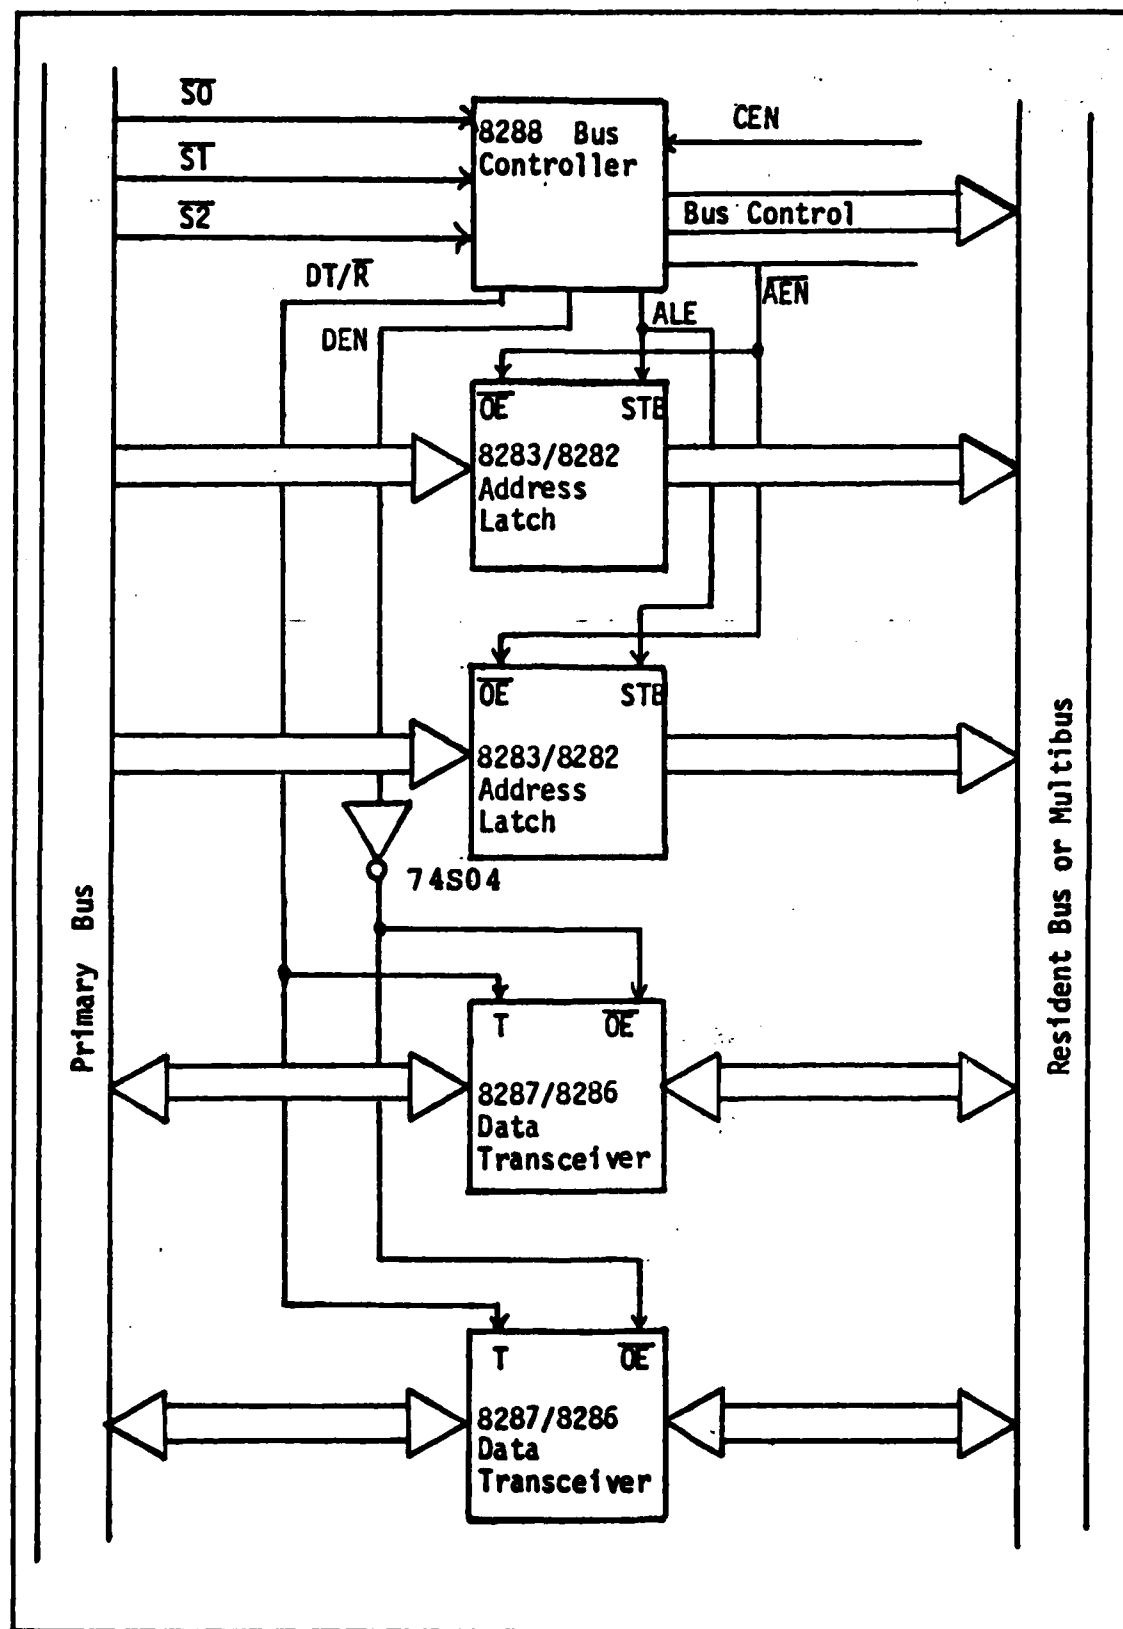 S0
S1
S2
8288 Bus
Controller
CEN
Bus Control
DT/R
DEN
ALE
AEN
OE STB
8283/8282
Address
Latch
OE STB
8283/8282
Address
Latch
74S04
T OE
8287/8286
Data
Transceiver
T OE
8287/8286
Data
Transceiver
Primary Bus
Resident Bus or Multibus